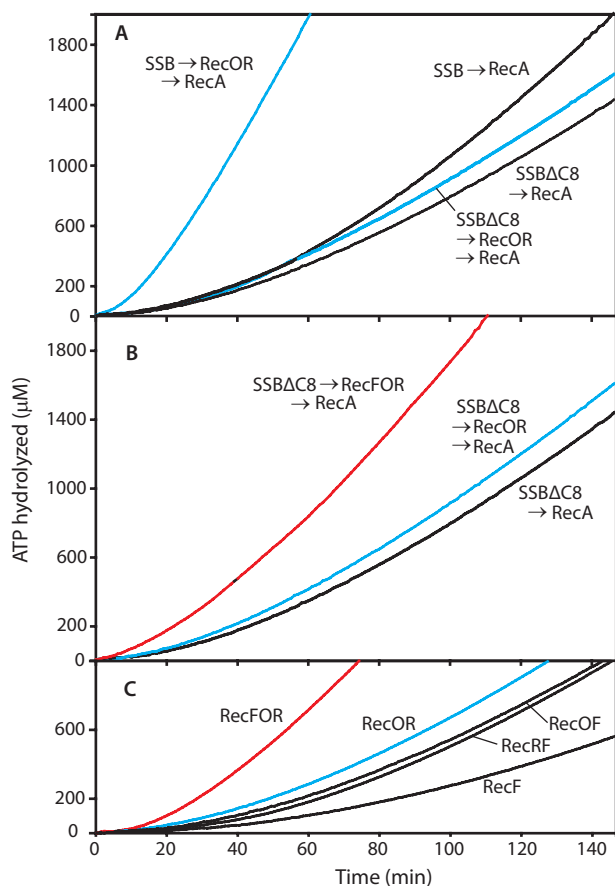 A
SSB → RecOR
→ RecA
SSB → RecA
SSBΔC8
→ RecA
SSBΔC8
→ RecOR
→ RecA
1800
1400
1000
600
200
0
B
SSBΔC8 → RecFOR
→ RecA
SSBΔC8
→ RecOR
→ RecA
SSBΔC8
→ RecA
1800
1400
1000
600
200
0
ATP hydrolyzed (μM)
C
RecFOR
RecOR
RecOF
RecRF
RecF
600
200
0
0 20 40 60 80 100 120 140
Time (min)